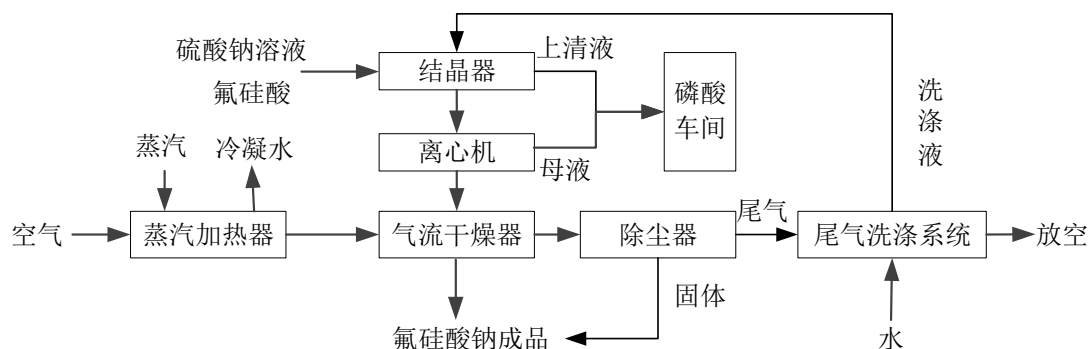 硫酸钠溶液
氟硅酸
结晶器
上清液
磷酸
车间
洗
涤
液
离心机
母液
蒸汽
冷凝水
空气
蒸汽加热器
气流干燥器
除尘器
尾气
尾气洗涤系统
放空
固体
氟硅酸钠成品
水